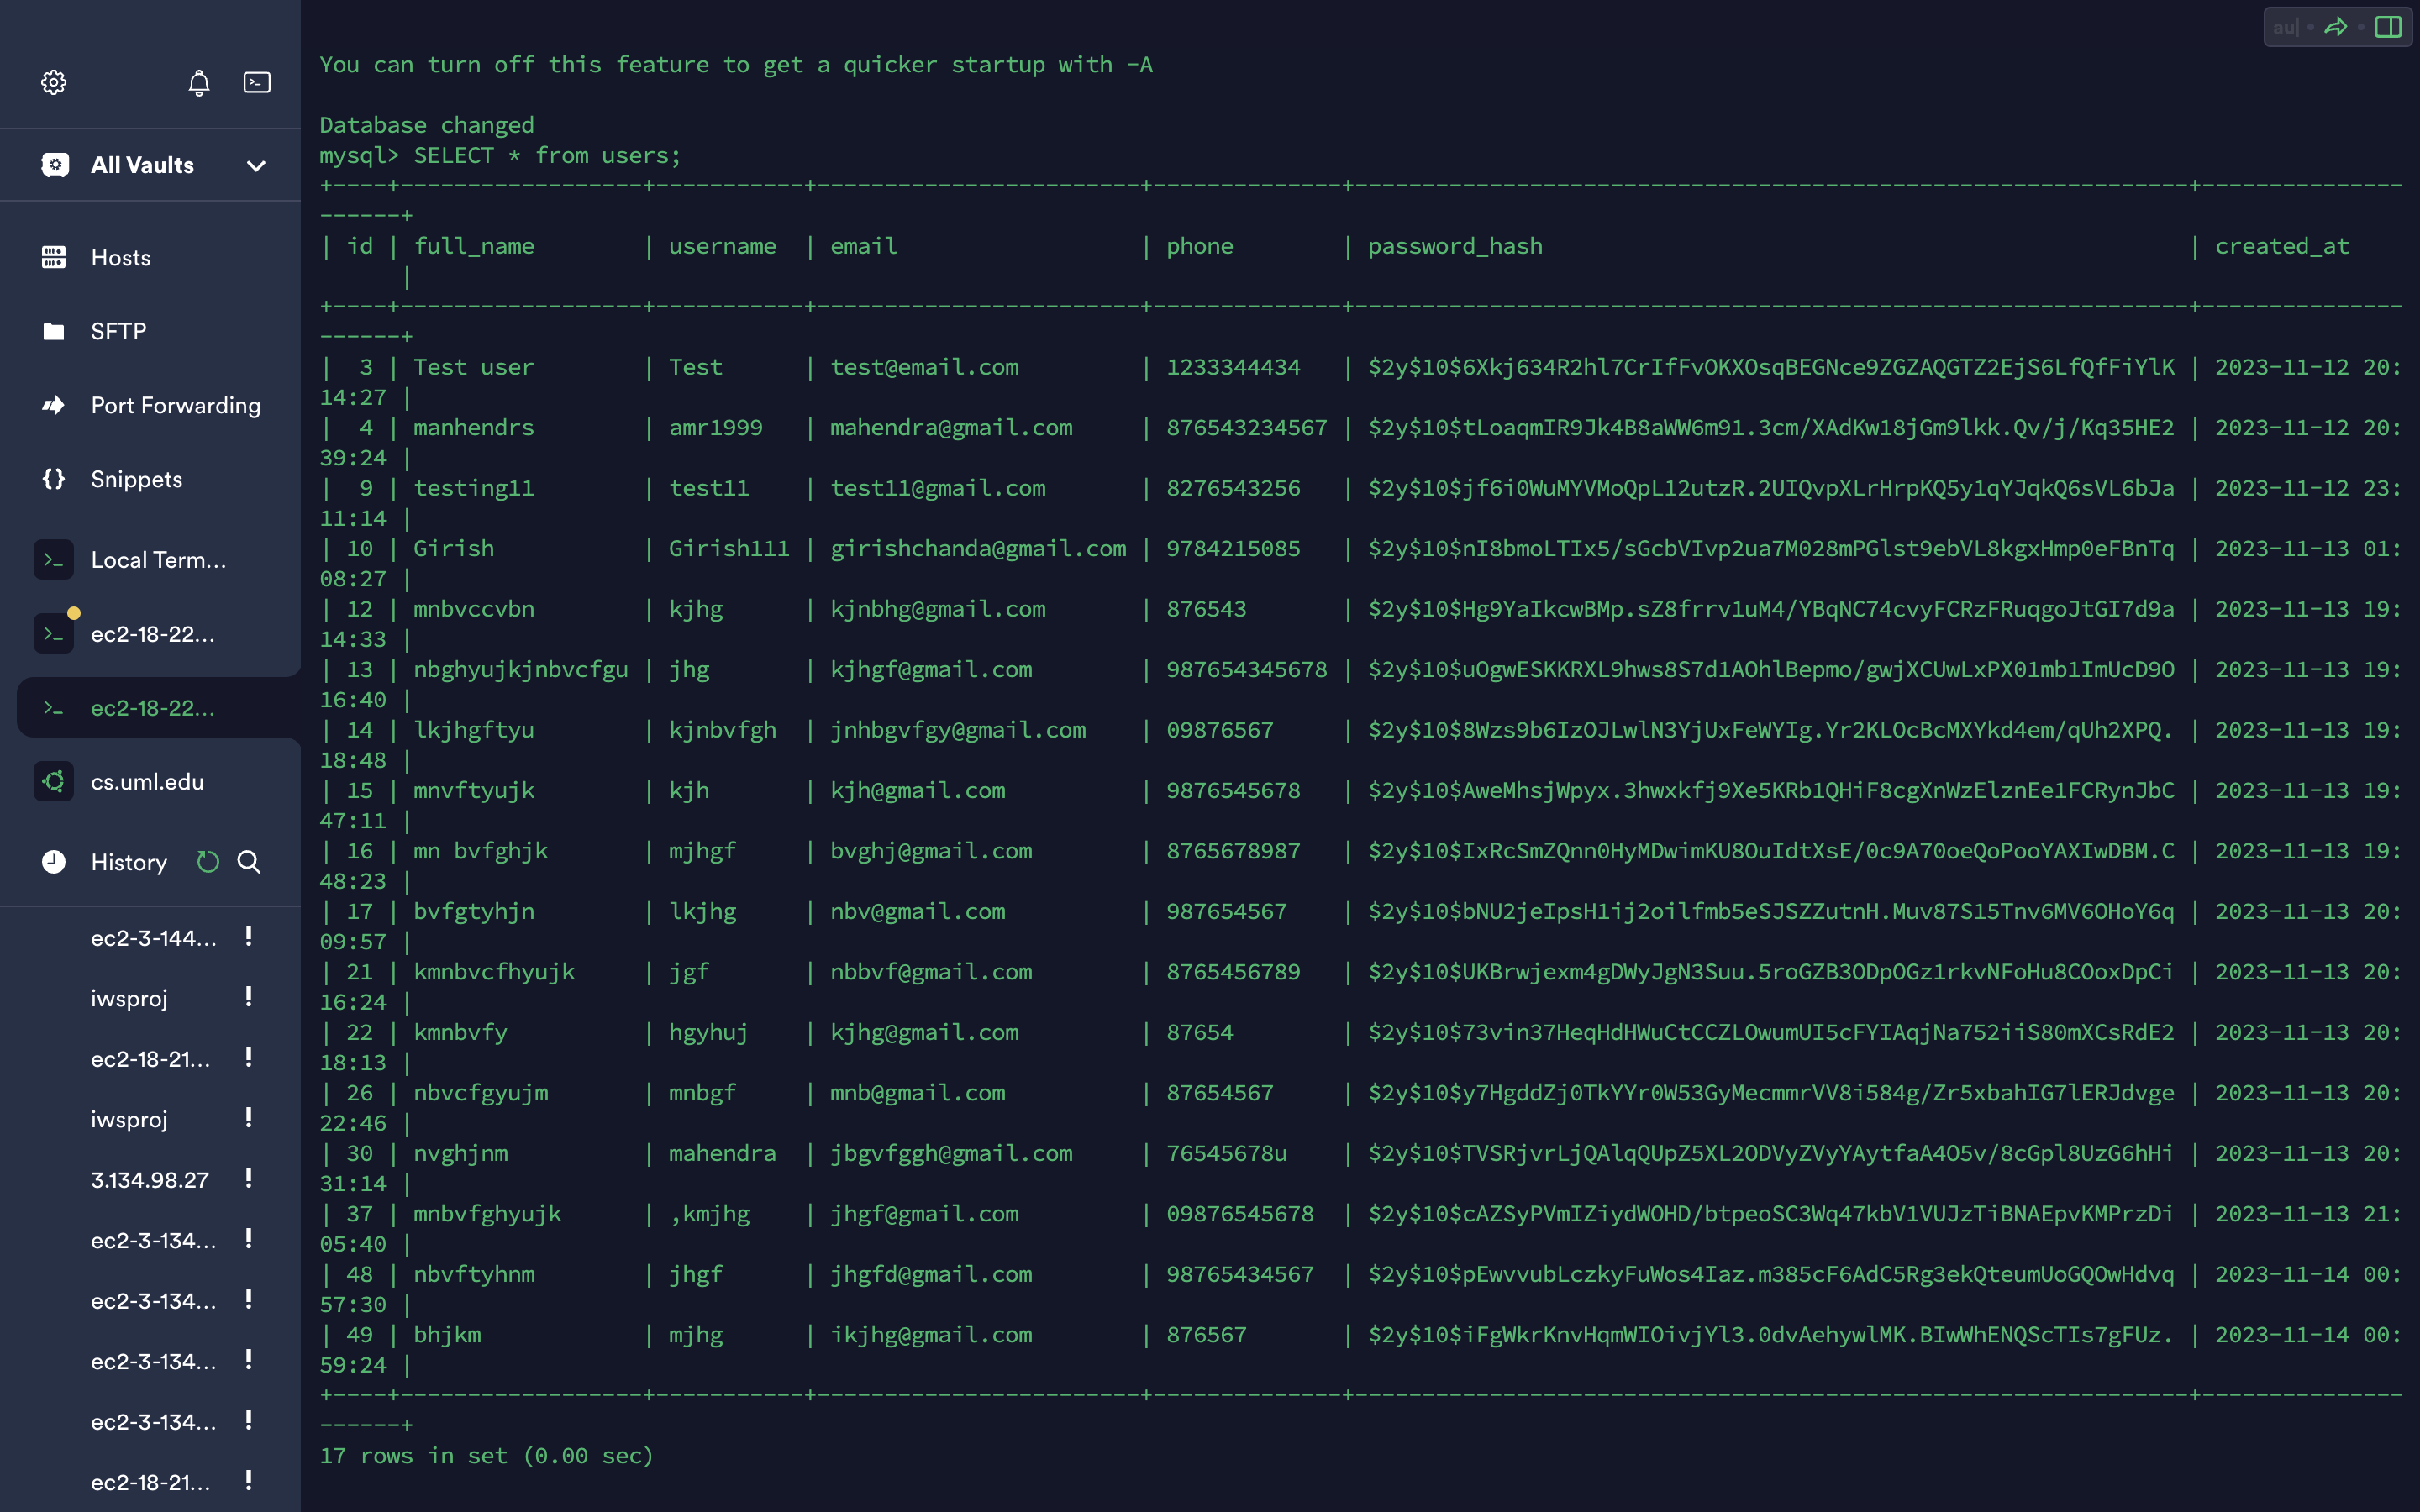 au
All Vaults
Hosts
SFTP
Port Forwarding
Snippets
Local Term...
ec2-18-22...
ec2-18-22...
cs.uml.edu
History
ec2-3-144... !
iwsproj !
ec2-18-21... !
iwsproj !
3.134.98.27 !
ec2-3-134... !
ec2-3-134... !
ec2-3-134... !
ec2-3-134... !
ec2-18-21... !
You can turn off this feature to get a quicker startup with -A
Database changed
mysql> SELECT * from users;
| id | full_name | username | email | phone | password_hash | created_at
|
| 3 | Test user | Test | test@email.com | 1233344434 | $2y$10$6Xkj634R2hl7CrIfFvOKXOsqBEGNce9ZGZAQGTZ2EjS6LfQfFiYlK | 2023-11-12 20:
14:27 |
| 4 | manhendrs | amr1999 | mahendra@gmail.com | 876543234567 | $2y$10$tLoaqmIR9Jk4B8aWW6m91.3cm/XAdKw18jGm9lkk.Qv/j/Kq35HE2 | 2023-11-12 20:
39:24 |
| 9 | testing11 | test11 | test11@gmail.com | 8276543256 | $2y$10$jf6i0WuMYVMoQpL12utzR.2UIQvpXLrHrpKQ5y1qYJqkQ6sVL6bJa | 2023-11-12 23:
11:14 |
| 10 | Girish | Girish111 | girishchanda@gmail.com | 9784215085 | $2y$10$nI8bmoLTIx5/sGcbVIvp2ua7M028mPGlst9ebVL8kgxHmp0eFBnTq | 2023-11-13 01:
08:27 |
| 12 | mnbvccvbn | kjhg | kjnbhg@gmail.com | 876543 | $2y$10$Hg9YaIkcwBMp.sZ8frrv1uM4/YBqNC74cvyFCRzFRuqgoJtGI7d9a | 2023-11-13 19:
14:33 |
| 13 | nbghyujkjnbvcfgu | jhg | kjhgf@gmail.com | 987654345678 | $2y$10$uOgwESKKRXL9hws8S7d1AOhlBepmo/gwjXCUwLxPX01mb1ImUcD9O | 2023-11-13 19:
16:40 |
| 14 | lkjhgftyu | kjnbvfgh | jnhbgvfgy@gmail.com | 09876567 | $2y$10$8Wzs9b6IzOJLwlN3YjUxFeWYIg.Yr2KLOcBcMXYkd4em/qUh2XPQ. | 2023-11-13 19:
18:48 |
| 15 | mnvftyujk | kjh | kjh@gmail.com | 9876545678 | $2y$10$AweMhsjWpyx.3hwxkfj9Xe5KRb1QHiF8cgXnWzElznEe1FCRynJbC | 2023-11-13 19:
47:11 |
| 16 | mn bvfghjk | mjhgf | bvghj@gmail.com | 8765678987 | $2y$10$IxRcSmZQnn0HyMDwimKU8OuIdtXsE/0c9A70oeQoPooYAXIwDBM.C | 2023-11-13 19:
48:23 |
| 17 | bvfgtyhjn | lkjhg | nbv@gmail.com | 987654567 | $2y$10$bNU2jeIpsH1ij2oilfmb5eSJSZZutnH.Muv87S15Tnv6MV6OHoY6q | 2023-11-13 20:
09:57 |
| 21 | kmnbvcfhyujk | jgf | nbbvf@gmail.com | 8765456789 | $2y$10$UKBrwjexm4gDWyJgN3Suu.5roGZB3ODpOGz1rkvNFoHu8COoxDpCi | 2023-11-13 20:
16:24 |
| 22 | kmnbvfy | hgyhuj | kjhg@gmail.com | 87654 | $2y$10$73vin37HeqHdHWuCtCCZLOwumUI5cFYIAqjNa752iiS80mXCsRdE2 | 2023-11-13 20:
18:13 |
| 26 | nbvcfgyujm | mnbgf | mnb@gmail.com | 87654567 | $2y$10$y7HgddZj0TkYYr0W53GyMecmmrVV8i584g/Zr5xbahIG7lERJdvge | 2023-11-13 20:
22:46 |
| 30 | nvghjnm | mahendra | jbgvfggh@gmail.com | 76545678u | $2y$10$TVSRjvrLjQAlqQUpZ5XL2ODVyZVyYAytfaA4O5v/8cGpl8UzG6hHi | 2023-11-13 20:
31:14 |
| 37 | mnbvfghyujk | ,kmjhg | jhgf@gmail.com | 09876545678 | $2y$10$cAZSyPVmIZiydWOHD/btpeoSC3Wq47kbV1VUJzTiBNAEpvKMPrzDi | 2023-11-13 21:
05:40 |
| 48 | nbvftyhnm | jhgf | jhgfd@gmail.com | 98765434567 | $2y$10$pEwvvubLczkyFuWos4Iaz.m385cF6AdC5Rg3ekQteumUoGQOwHdvq | 2023-11-14 00:
57:30 |
| 49 | bhjkm | mjhg | ikjhg@gmail.com | 876567 | $2y$10$iFgWkrKnvHqmWIOivjYl3.0dvAehywlMK.BIwWhENQScTIs7gFUz. | 2023-11-14 00:
59:24 |
17 rows in set (0.00 sec)